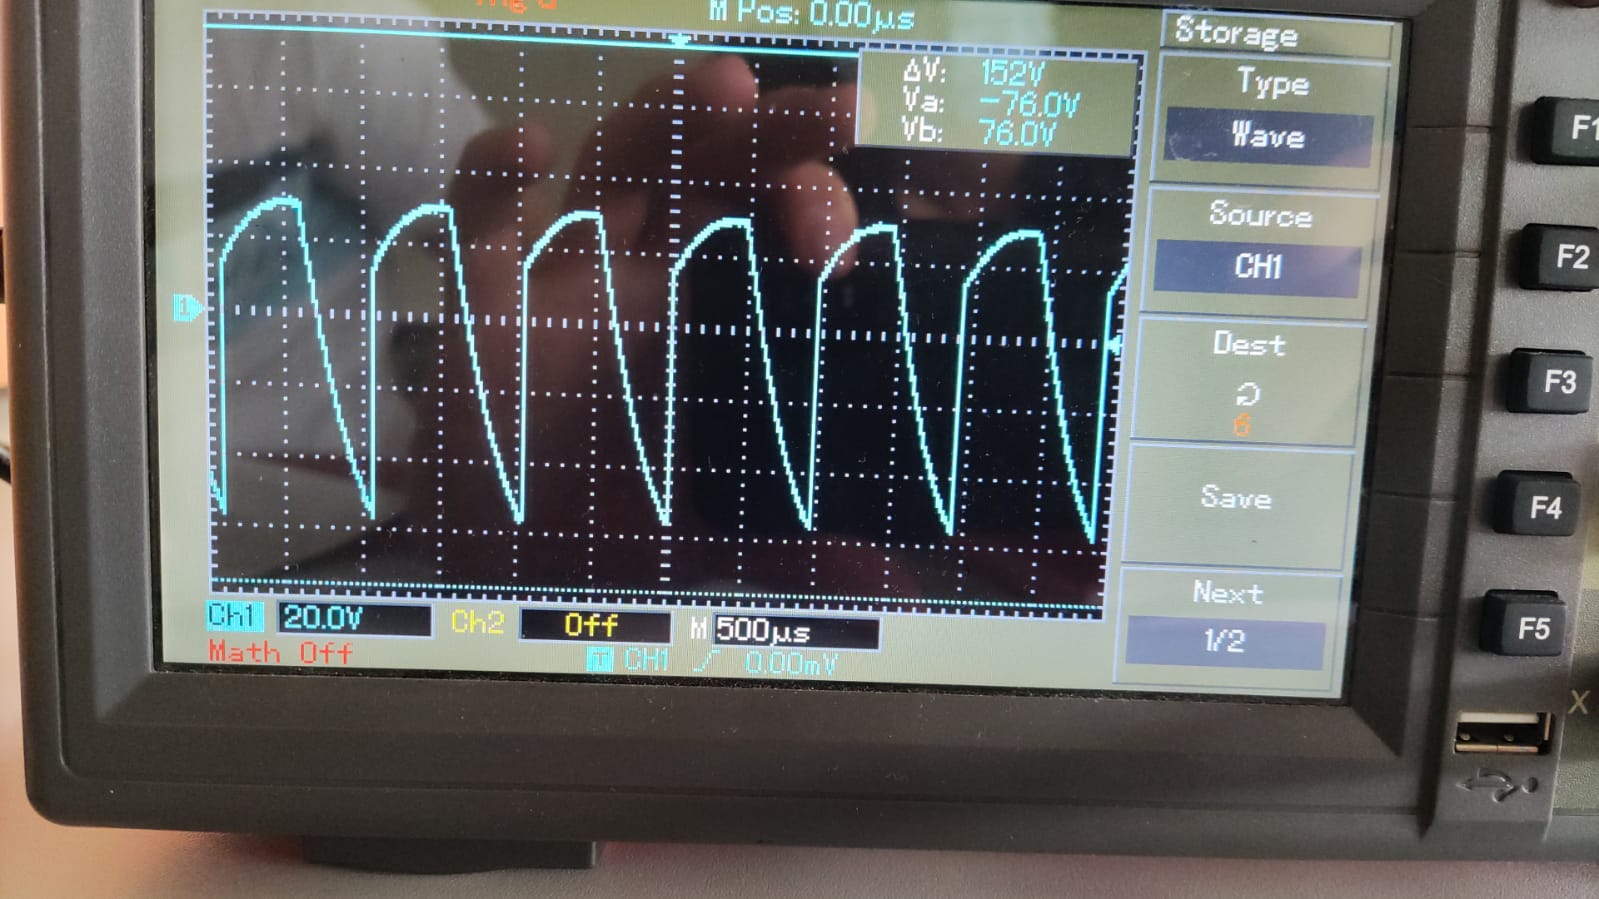 M Pos: 0.00µs
ΔV: 152V
Va: -76.0V
Vb: 76.0V
Storage
Type
Wave
Source
CH1
Dest
6
Save
Next
1/2
F1
F2
F3
F4
F5
1
Ch1 20.0V Ch2 Off M 500µs
Math Off
T CH1 0.00mV
X